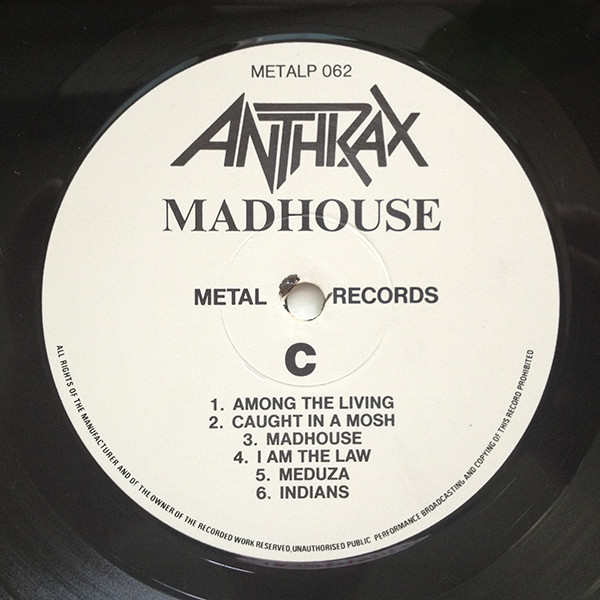 METALP 062
ANTHRAX
MADHOUSE
METAL RECORDS
C
1. AMONG THE LIVING
2. CAUGHT IN A MOSH
3. MADHOUSE
4. I AM THE LAW
5. MEDUZA
6. INDIANS
ALL RIGHTS OF THE MANUFACTURER AND OF THE OWNER OF THE RECORDED WORK RESERVED, UNAUTHORISED PUBLIC PERFORMANCE BROADCASTING AND COPYING OF THIS RECORD PROHIBITED